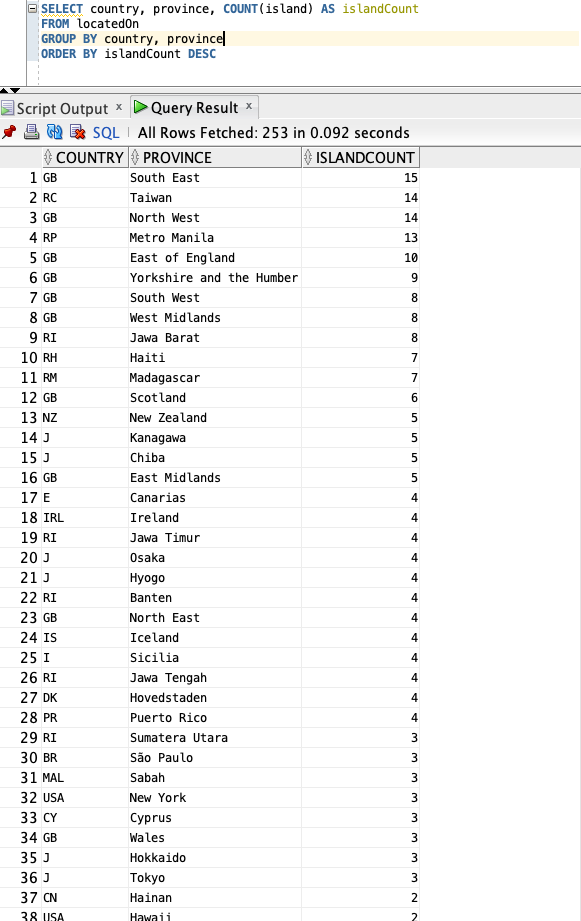 SELECT country, province, COUNT(island) AS islandCount
FROM locatedOn
GROUP BY country, province
ORDER BY islandCount DESC
Script Output x Query Result x
SQL All Rows Fetched: 253 in 0.092 seconds
COUNTRY PROVINCE ISLANDCOUNT
1 GB South East 15
2 RC Taiwan 14
3 GB North West 14
4 RP Metro Manila 13
5 GB East of England 10
6 GB Yorkshire and the Humber 9
7 GB South West 8
8 GB West Midlands 8
9 RI Jawa Barat 8
10 RH Haiti 7
11 RM Madagascar 7
12 GB Scotland 6
13 NZ New Zealand 5
14 J Kanagawa 5
15 J Chiba 5
16 GB East Midlands 5
17 E Canarias 4
18 IRL Ireland 4
19 RI Jawa Timur 4
20 J Osaka 4
21 J Hyogo 4
22 RI Banten 4
23 GB North East 4
24 IS Iceland 4
25 I Sicilia 4
26 RI Jawa Tengah 4
27 DK Hovedstaden 4
28 PR Puerto Rico 4
29 RI Sumatera Utara 3
30 BR São Paulo 3
31 MAL Sabah 3
32 USA New York 3
33 CY Cyprus 3
34 GB Wales 3
35 J Hokkaido 3
36 J Tokyo 3
37 CN Hainan 2
38 USA Hawaii 2